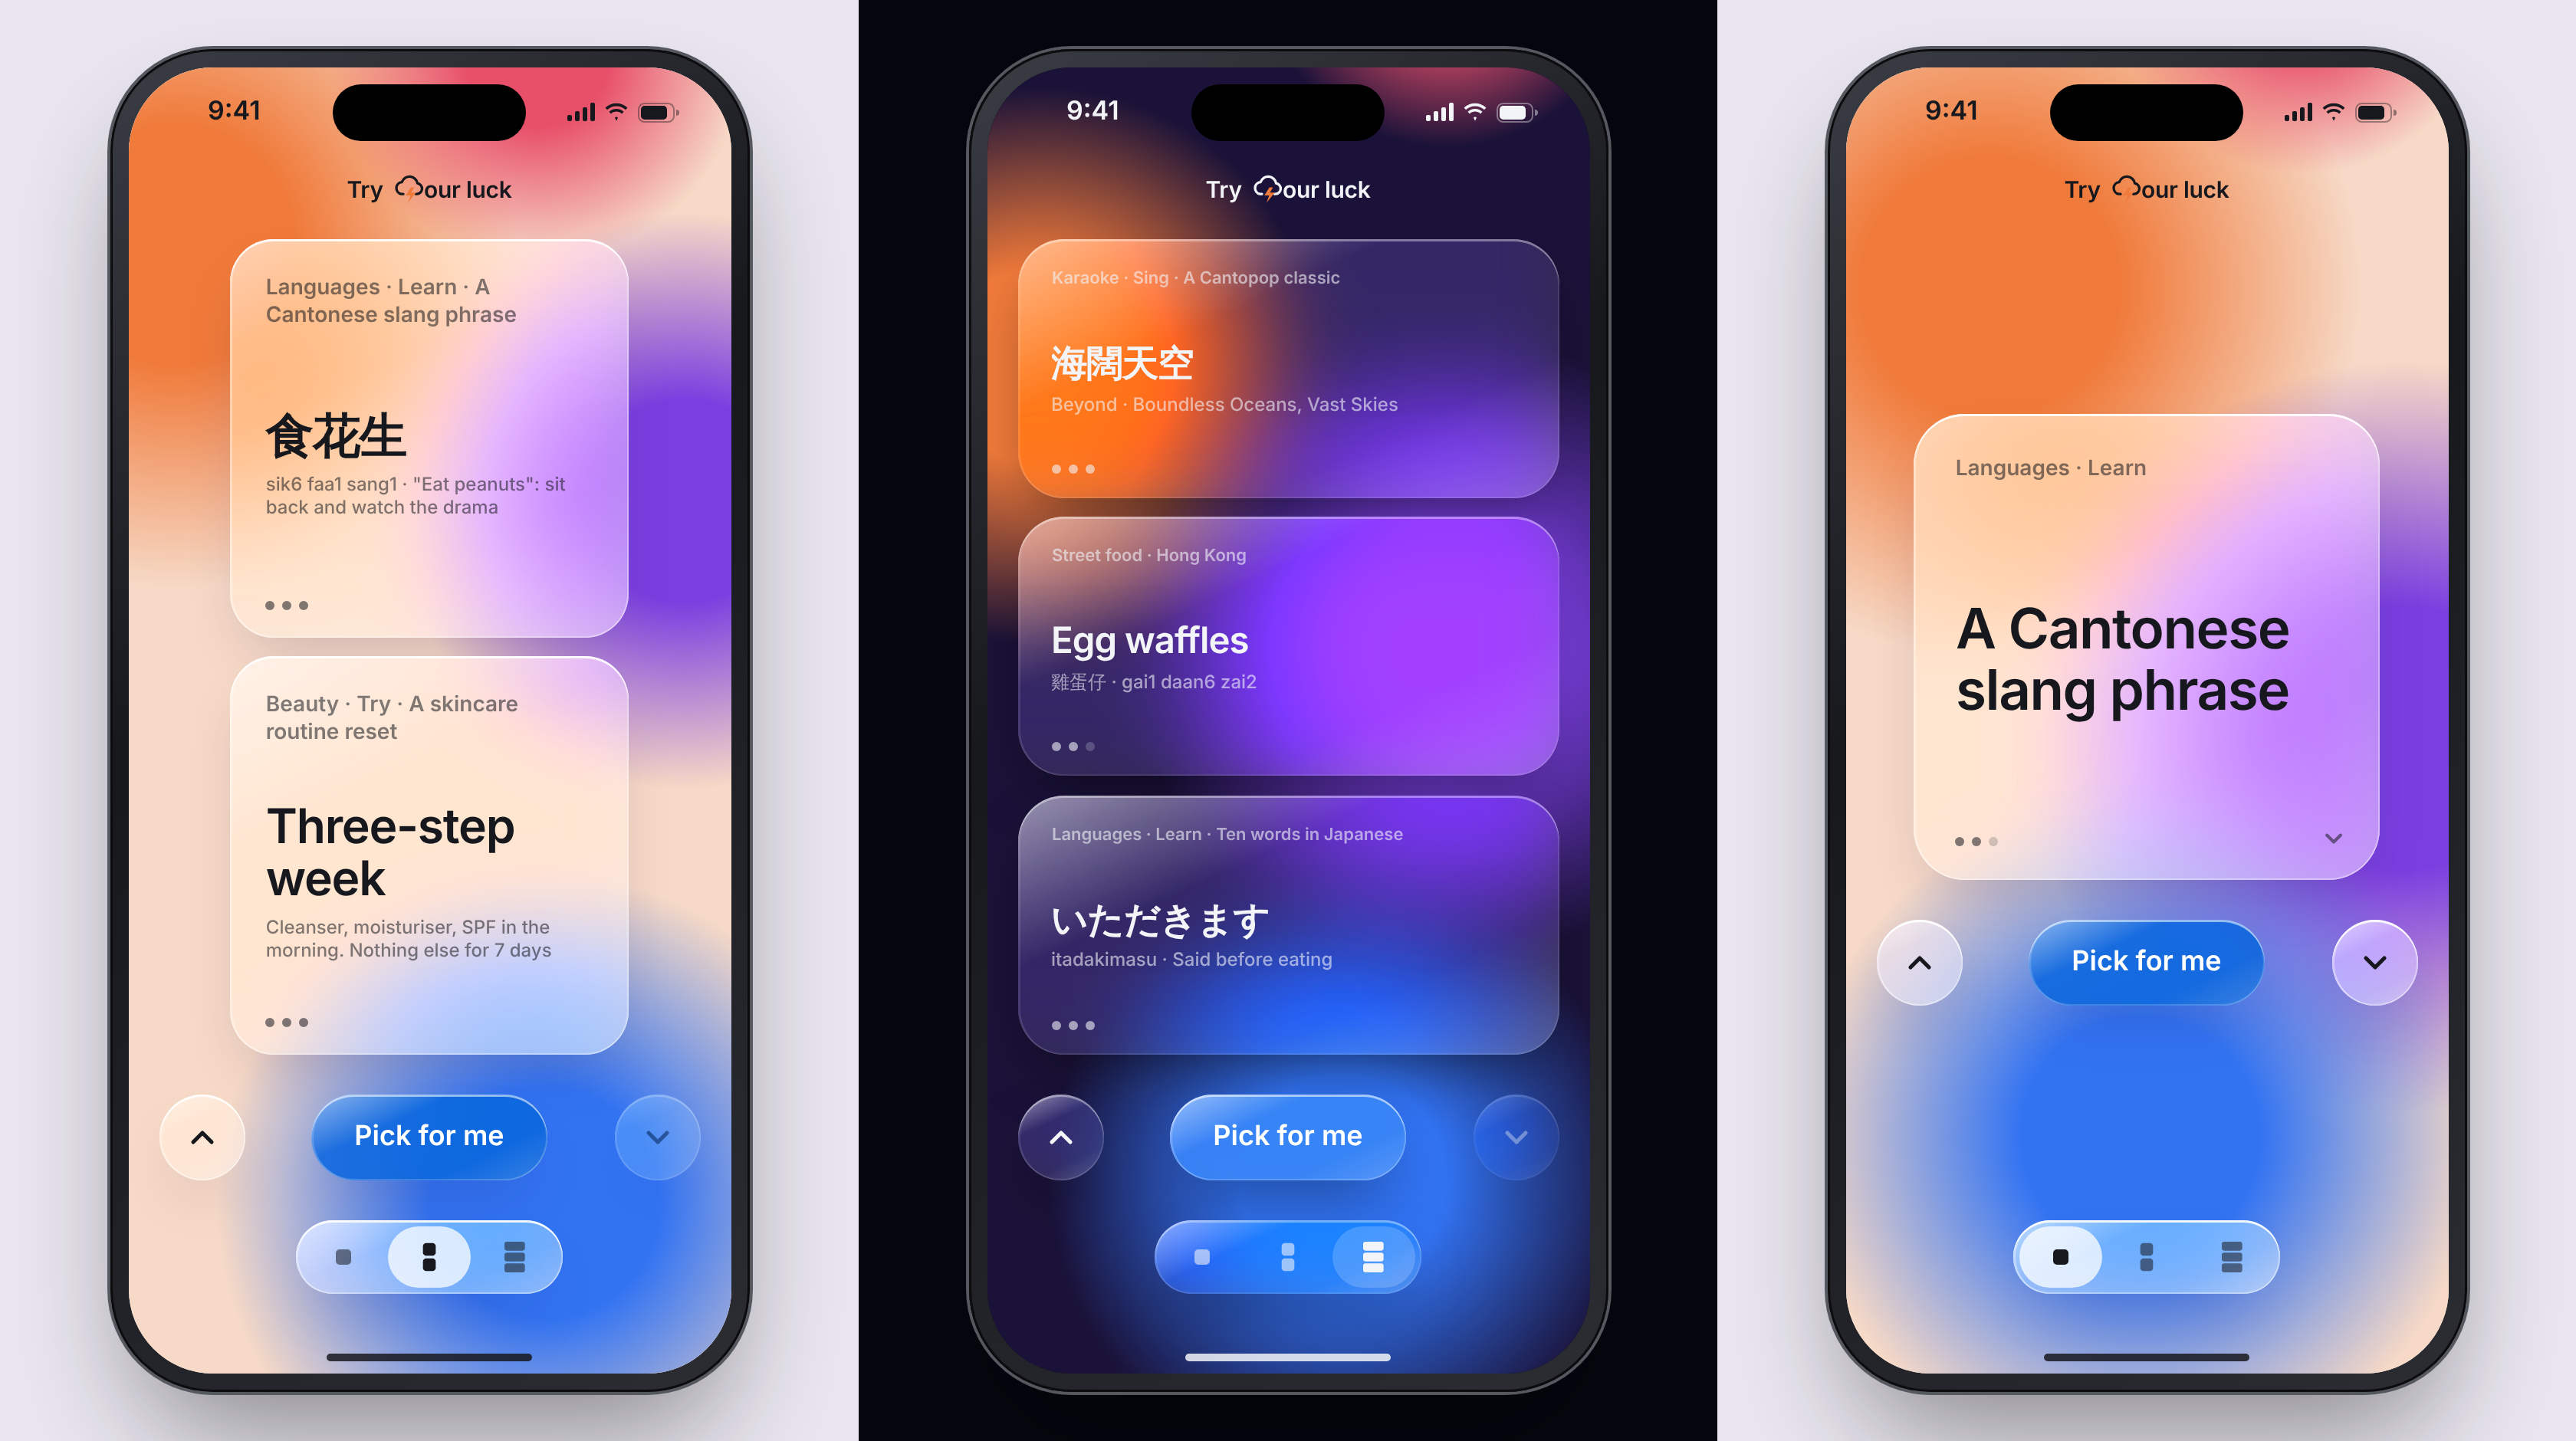 9:41
Try our luck
Languages · Learn · A
Cantonese slang phrase
食花生
sik6 faa1 sang1 · "Eat peanuts": sit
back and watch the drama
Beauty · Try · A skincare
routine reset
Three-step
week
Cleanser, moisturiser, SPF in the
morning. Nothing else for 7 days
Pick for me
9:41
Try our luck
Karaoke · Sing · A Cantopop classic
海闊天空
Beyond · Boundless Oceans, Vast Skies
Street food · Hong Kong
Egg waffles
雞蛋仔 · gai1 daan6 zai2
Languages · Learn · Ten words in Japanese
いただきます
itadakimasu · Said before eating
Pick for me
9:41
Try our luck
Languages · Learn
A Cantonese
slang phrase
Pick for me